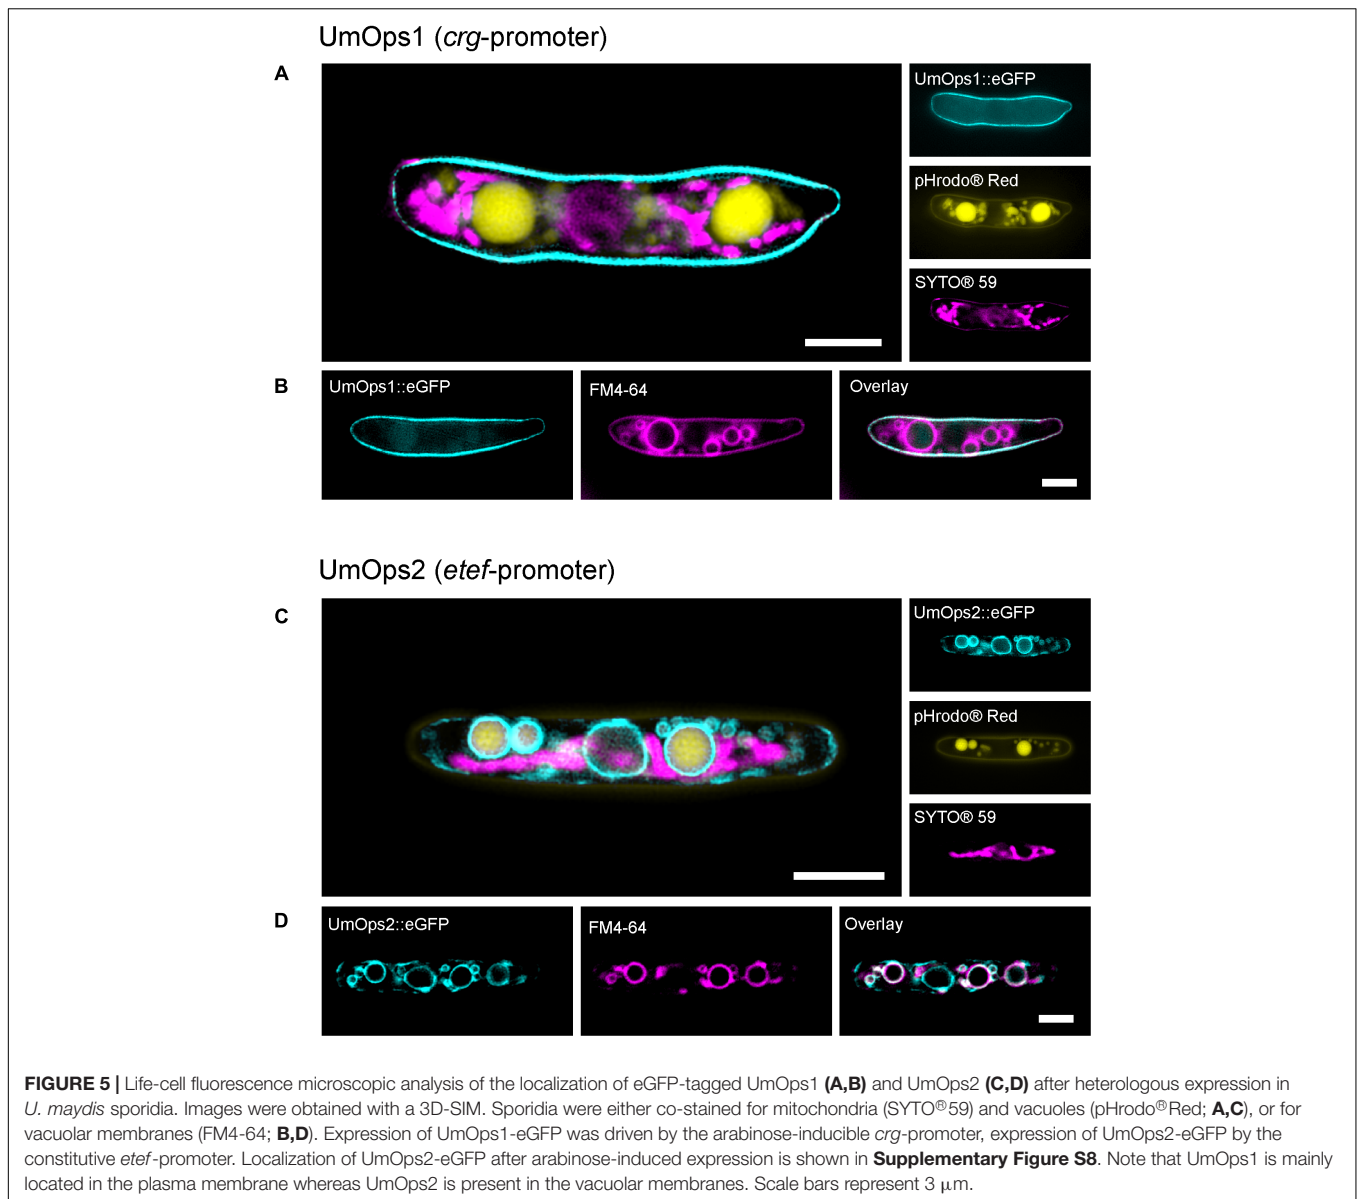 UmOps1 (crg-promoter)
A
UmOps1::eGFP
pHrodo® Red
SYTO® 59
B
UmOps1::eGFP
FM4-64
Overlay
UmOps2 (etef-promoter)
C
UmOps2::eGFP
pHrodo® Red
SYTO® 59
D
UmOps2::eGFP
FM4-64
Overlay
FIGURE 5 | Life-cell fluorescence microscopic analysis of the localization of eGFP-tagged UmOps1 (A,B) and UmOps2 (C,D) after heterologous expression in
U. maydis sporidia. Images were obtained with a 3D-SIM. Sporidia were either co-stained for mitochondria (SYTO®59) and vacuoles (pHrodo®Red; A,C), or for
vacuolar membranes (FM4-64; B,D). Expression of UmOps1-eGFP was driven by the arabinose-inducible crg-promoter, expression of UmOps2-eGFP by the
constitutive etef-promoter. Localization of UmOps2-eGFP after arabinose-induced expression is shown in Supplementary Figure S8. Note that UmOps1 is mainly
located in the plasma membrane whereas UmOps2 is present in the vacuolar membranes. Scale bars represent 3 μm.